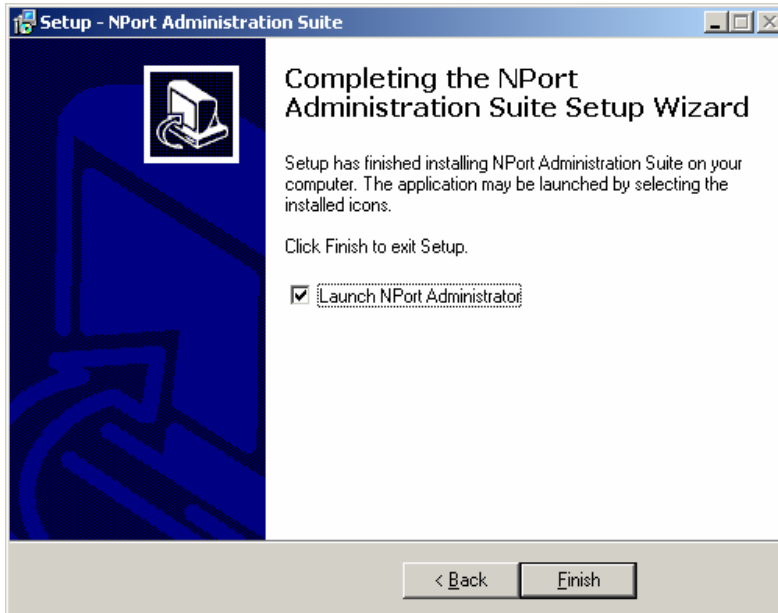 Setup - NPort Administration Suite
Completing the NPort
Administration Suite Setup Wizard
Setup has finished installing NPort Administration Suite on your
computer. The application may be launched by selecting the
installed icons.
Click Finish to exit Setup.
Launch NPort Administrator
< Back
Finish